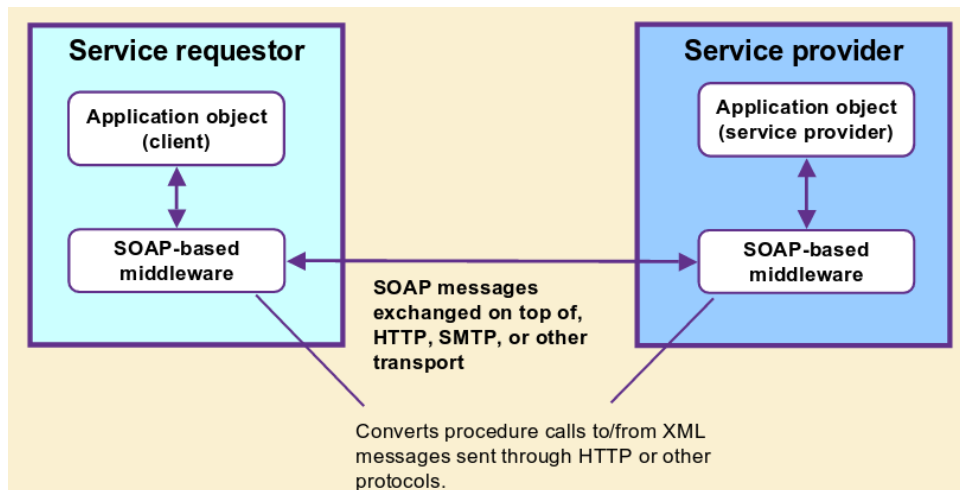 Service requestor
Application object
(client)
SOAP-based
middleware
Service provider
Application object
(service provider)
SOAP-based
middleware
SOAP messages
exchanged on top of,
HTTP, SMTP, or other
transport
Converts procedure calls to/from XML
messages sent through HTTP or other
protocols.